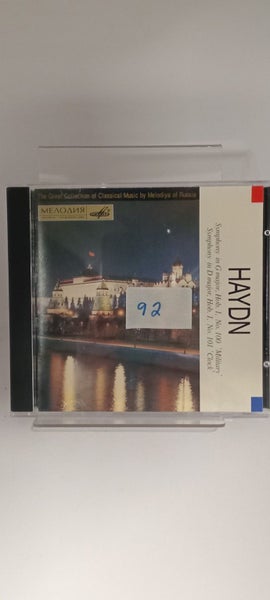 The Great Collection of Classical Music by Melodiya of Russia
МЕЛОДИЯ
92
HAYDN
Symphony in G major, Hob. I, No. 100 'Military'
Symphony in D major, Hob. I, No. 101 'Clock'